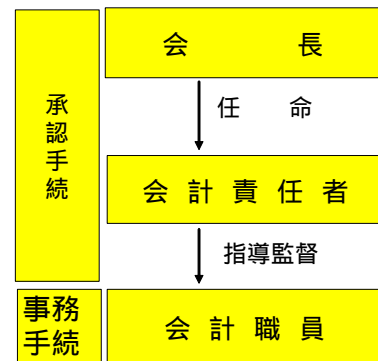 承認手続
会長
任命
会計責任者
指導監督
事務
手続
会計職員